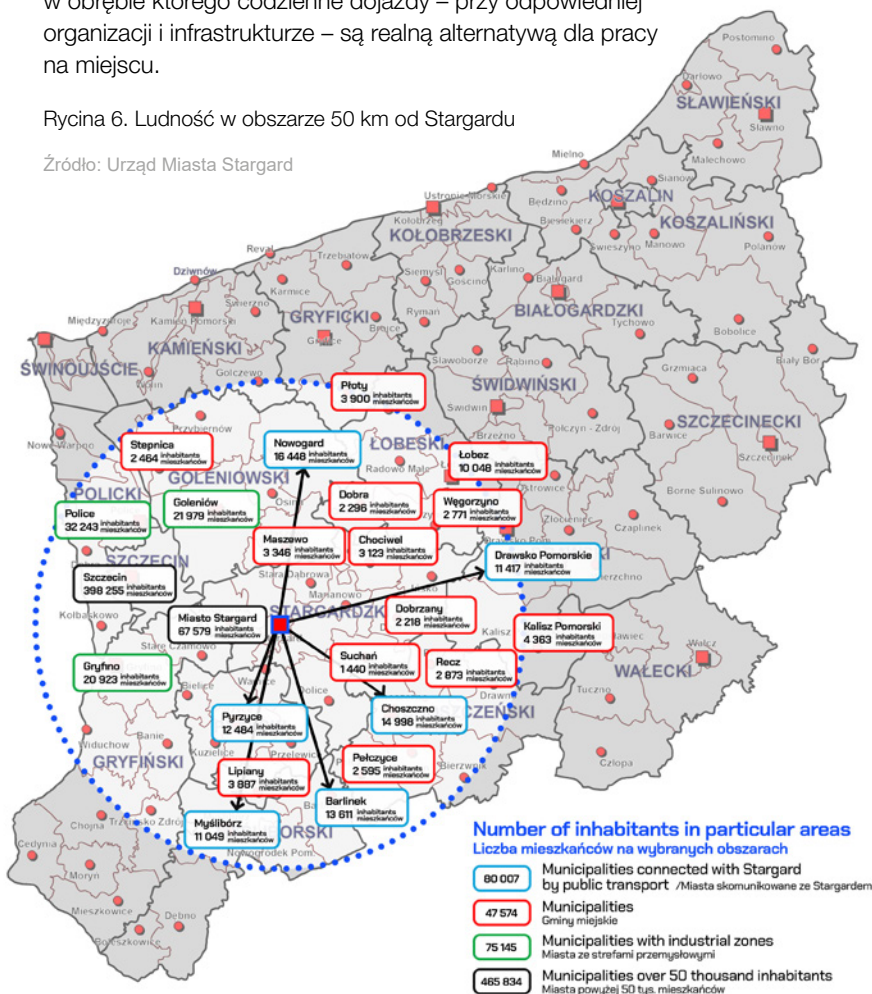 w obrębie którego codzienne dojazdy – przy odpowiedniej
organizacji i infrastrukturze – są realną alternatywą dla pracy
na miejscu.
Rycina 6. Ludność w obszarze 50 km od Stargardu
Źródło: Urząd Miasta Stargard
Postomino
Darłowo
SŁAWIEŃSKI
Sławno
Malechowo
Mielno
Sianow
Ustronie Morskie
Będzino
KOSZALIN
Kołobrzeg
KOŁOBRZESKI
Biesiekierz
Świeszyno
Manowo
KOSZALIŃSKI
Polanów
Rewal
Trzebiatów
Dziwnów
Karnice
Siemyśl
Gościno
Karlino
Białogard
BIAŁOGARDZKI
Tychowo
Bobolice
Świerzno
Kamień Pomorski
GRYFICKI
Gryfice
Brojce
Rymań
Międzyzdroje
KAMIEŃSKI
ŚWINOUJŚCIE
Wolin
Golczewo
Sławoborze
Rąbino
ŚWIDWIŃSKI
Świdwin
Grzmiąca
Biały Bor
Płoty
3 900 inhabitants
mieszkańców
Brzeżno
Połczyn - Zdrój
Barwice
SZCZECINECKI
Szczecinek
Przybiernów
Nowe Warpno
Stepnica
2 464 inhabitants
mieszkańców
Nowogard
16 448 inhabitants
mieszkańców
ŁOBESKI
Radowo Małe
Łobez
10 048 inhabitants
mieszkańców
GOLENIOWSKI
POLICKI
Police
32 243 inhabitants
mieszkańców
Goleniów
21 979 inhabitants
mieszkańców
Dobra
2 296 inhabitants
mieszkańców
Węgorzyno
2 771 inhabitants
mieszkańców
Ostrowice
Borne Sulinowo
Złocieniec
Czaplinek
Maszewo
3 346 inhabitants
mieszkańców
Chociwel
3 123 inhabitants
mieszkańców
Drawsko Pomorskie
11 417 inhabitants
mieszkańców
SZCZECIN
Szczecin
398 255 inhabitants
mieszkańców
Stara Dąbrowa
Kołbaskowo
Miasto Stargard
67 579 inhabitants
mieszkańców
Dobrzany
2 218 inhabitants
mieszkańców
Kalisz
Kalisz Pomorski
4 363 inhabitants
mieszkańców
Stare Czarnowo
Suchań
1 440 inhabitants
mieszkańców
Recz
2 873 inhabitants
mieszkańców
Wałcz
WAŁECKI
Gryfino
20 923 inhabitants
mieszkańców
Bielice
Dolice
Tuczno
Pyrzyce
12 484 inhabitants
mieszkańców
Choszczno
14 998 inhabitants
mieszkańców
Widuchow
Banie
Kozielice
Przelewice
Bierzwnik
Człopa
GRYFIŃSKI
Lipiany
3 887 inhabitants
mieszkańców
Pełczyce
2 595 inhabitants
mieszkańców
Barlinek
13 611 inhabitants
mieszkańców
Myślibórz
11 049 inhabitants
mieszkańców
Chojna
Nowogródek Pom.
Cedynia
Moryń
Mieszkowice
Dębno
Boleszkowice
Number of inhabitants in particular areas
Liczba mieszkańców na wybranych obszarach
80 007 Municipalities connected with Stargard
by public transport /Miasta skomunikowane ze Stargardem
47 574 Municipalities
Gminy miejskie
75 145 Municipalities with industrial zones
Miasta ze strefami przemysłowymi
465 834 Municipalities over 50 thousand inhabitants
Miasta powyżej 50 tys. mieszkańców